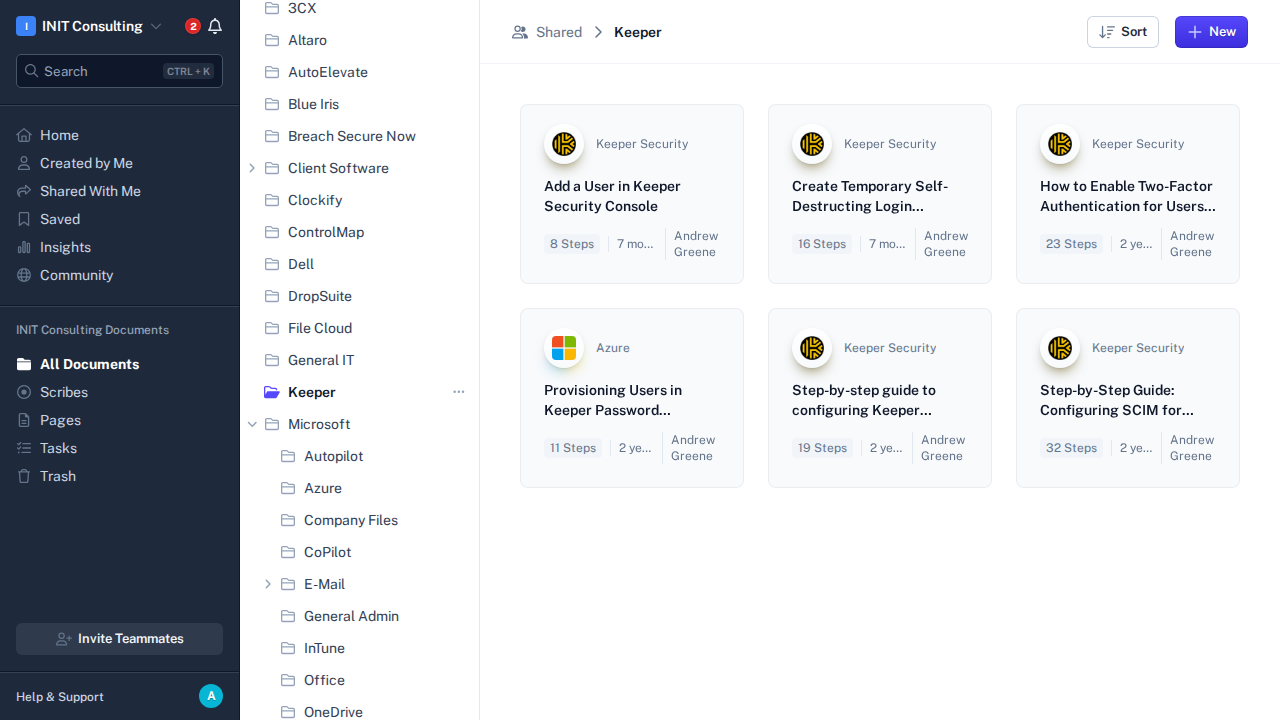 I INIT Consulting 2
Search CTRL + K
Home
Created by Me
Shared With Me
Saved
Insights
Community
INIT Consulting Documents
All Documents
Scribes
Pages
Tasks
Trash
Invite Teammates
Help & Support A
3CX
Altaro
AutoElevate
Blue Iris
Breach Secure Now
Client Software
Clockify
ControlMap
Dell
DropSuite
File Cloud
General IT
Keeper
Microsoft
Autopilot
Azure
Company Files
CoPilot
E-Mail
General Admin
InTune
Office
OneDrive
Shared Keeper
Sort
New
Keeper Security
Add a User in Keeper
Security Console
8 Steps 7 mo... Andrew
Greene
Keeper Security
Create Temporary Self-
Destructing Login...
16 Steps 7 mo... Andrew
Greene
Keeper Security
How to Enable Two-Factor
Authentication for Users...
23 Steps 2 ye... Andrew
Greene
Azure
Provisioning Users in
Keeper Password...
11 Steps 2 ye... Andrew
Greene
Keeper Security
Step-by-step guide to
configuring Keeper...
19 Steps 2 ye... Andrew
Greene
Keeper Security
Step-by-Step Guide:
Configuring SCIM for...
32 Steps 2 ye... Andrew
Greene